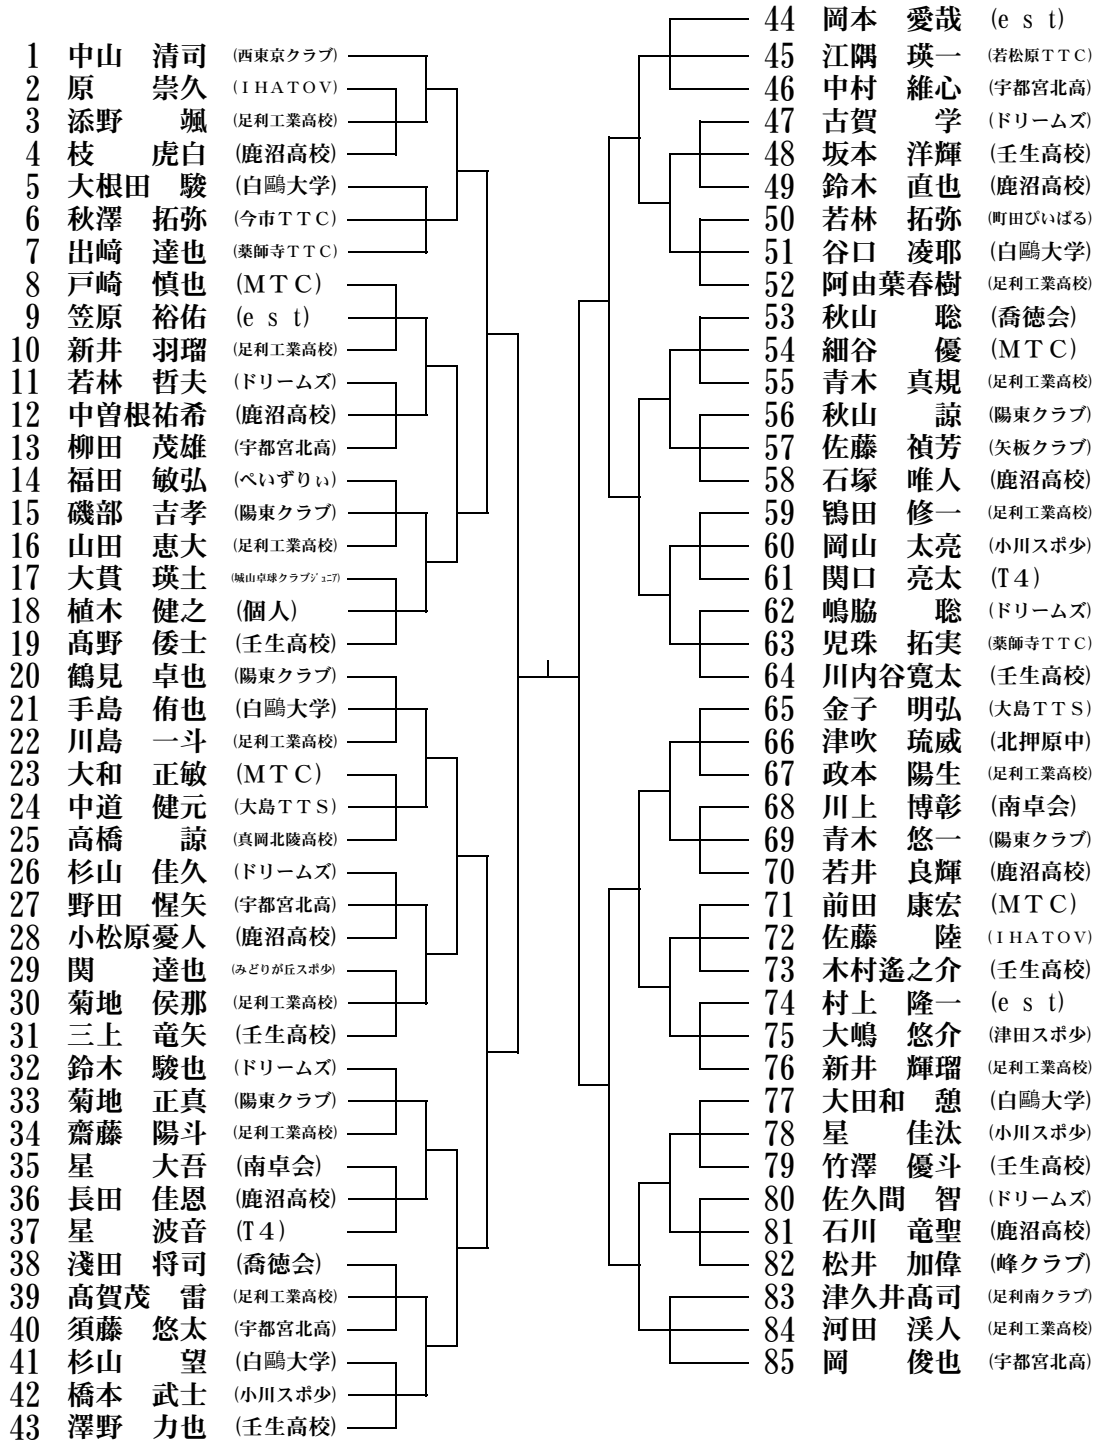 1 中山 清司 (西東京クラブ)
2 原 崇久 (IHATOV)
3 添野 颯 (足利工業高校)
4 枝 虎白 (鹿沼高校)
5 大根田 駿 (白鷗大学)
6 秋澤 拓弥 (今市TTC)
7 出﨑 達也 (薬師寺TTC)
8 戸崎 慎也 (MTC)
9 笠原 裕佑 (est)
10 新井 羽瑠 (足利工業高校)
11 若林 哲夫 (ドリームズ)
12 中曽根祐希 (鹿沼高校)
13 柳田 茂雄 (宇都宮北高)
14 福田 敏弘 (ぺいずりぃ)
15 磯部 吉孝 (陽東クラブ)
16 山田 恵大 (足利工業高校)
17 大貫 瑛士 (城山卓球クラブジュニア)
18 植木 健之 (個人)
19 髙野 倭士 (壬生高校)
20 鶴見 卓也 (陽東クラブ)
21 手島 侑也 (白鷗大学)
22 川島 一斗 (足利工業高校)
23 大和 正敏 (MTC)
24 中道 健元 (大島TTS)
25 高橋 諒 (真岡北陵高校)
26 杉山 佳久 (ドリームズ)
27 野田 惺矢 (宇都宮北高)
28 小松原憂人 (鹿沼高校)
29 関 達也 (みどりが丘スポ少)
30 菊地 侯那 (足利工業高校)
31 三上 竜矢 (壬生高校)
32 鈴木 駿也 (ドリームズ)
33 菊地 正真 (陽東クラブ)
34 齋藤 陽斗 (足利工業高校)
35 星 大吾 (南卓会)
36 長田 佳恩 (鹿沼高校)
37 星 波音 (T4)
38 淺田 将司 (喬徳会)
39 髙賀茂 雷 (足利工業高校)
40 須藤 悠太 (宇都宮北高)
41 杉山 望 (白鷗大学)
42 橋本 武士 (小川スポ少)
43 澤野 力也 (壬生高校)
44 岡本 愛哉 (est)
45 江隅 瑛一 (若松原TTC)
46 中村 維心 (宇都宮北高)
47 古賀 学 (ドリームズ)
48 坂本 洋輝 (壬生高校)
49 鈴木 直也 (鹿沼高校)
50 若林 拓弥 (町田ぴいぱる)
51 谷口 凌耶 (白鷗大学)
52 阿由葉春樹 (足利工業高校)
53 秋山 聡 (喬徳会)
54 細谷 優 (MTC)
55 青木 真規 (足利工業高校)
56 秋山 諒 (陽東クラブ)
57 佐藤 禎芳 (矢板クラブ)
58 石塚 唯人 (鹿沼高校)
59 鴇田 修一 (足利工業高校)
60 岡山 太亮 (小川スポ少)
61 関口 亮太 (T4)
62 嶋脇 聡 (ドリームズ)
63 児珠 拓実 (薬師寺TTC)
64 川内谷寛太 (壬生高校)
65 金子 明弘 (大島TTS)
66 津吹 琉威 (北押原中)
67 政本 陽生 (足利工業高校)
68 川上 博彰 (南卓会)
69 青木 悠一 (陽東クラブ)
70 若井 良輝 (鹿沼高校)
71 前田 康宏 (MTC)
72 佐藤 陸 (IHATOV)
73 木村遙之介 (壬生高校)
74 村上 隆一 (est)
75 大嶋 悠介 (津田スポ少)
76 新井 輝瑠 (足利工業高校)
77 大田和 憩 (白鷗大学)
78 星 佳汰 (小川スポ少)
79 竹澤 優斗 (壬生高校)
80 佐久間 智 (ドリームズ)
81 石川 竜聖 (鹿沼高校)
82 松井 加偉 (峰クラブ)
83 津久井髙司 (足利南クラブ)
84 河田 渓人 (足利工業高校)
85 岡 俊也 (宇都宮北高)